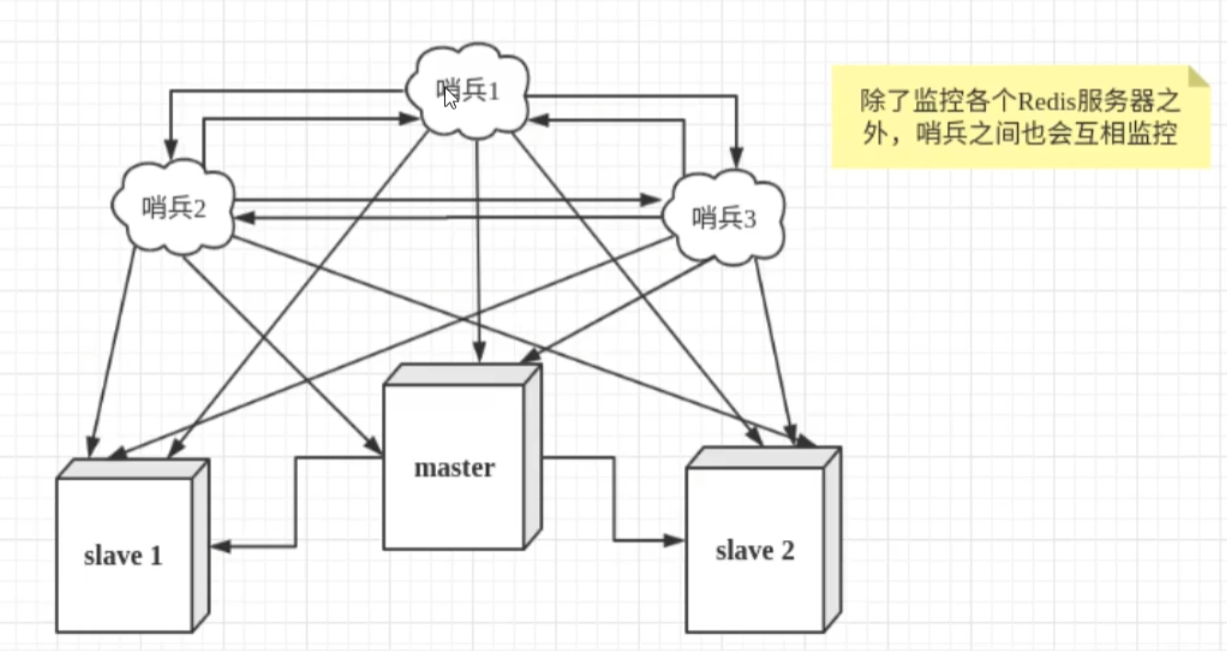 哨兵1
除了监控各个Redis服务器之
外，哨兵之间也会互相监控
哨兵2
哨兵3
master
slave 1
slave 2